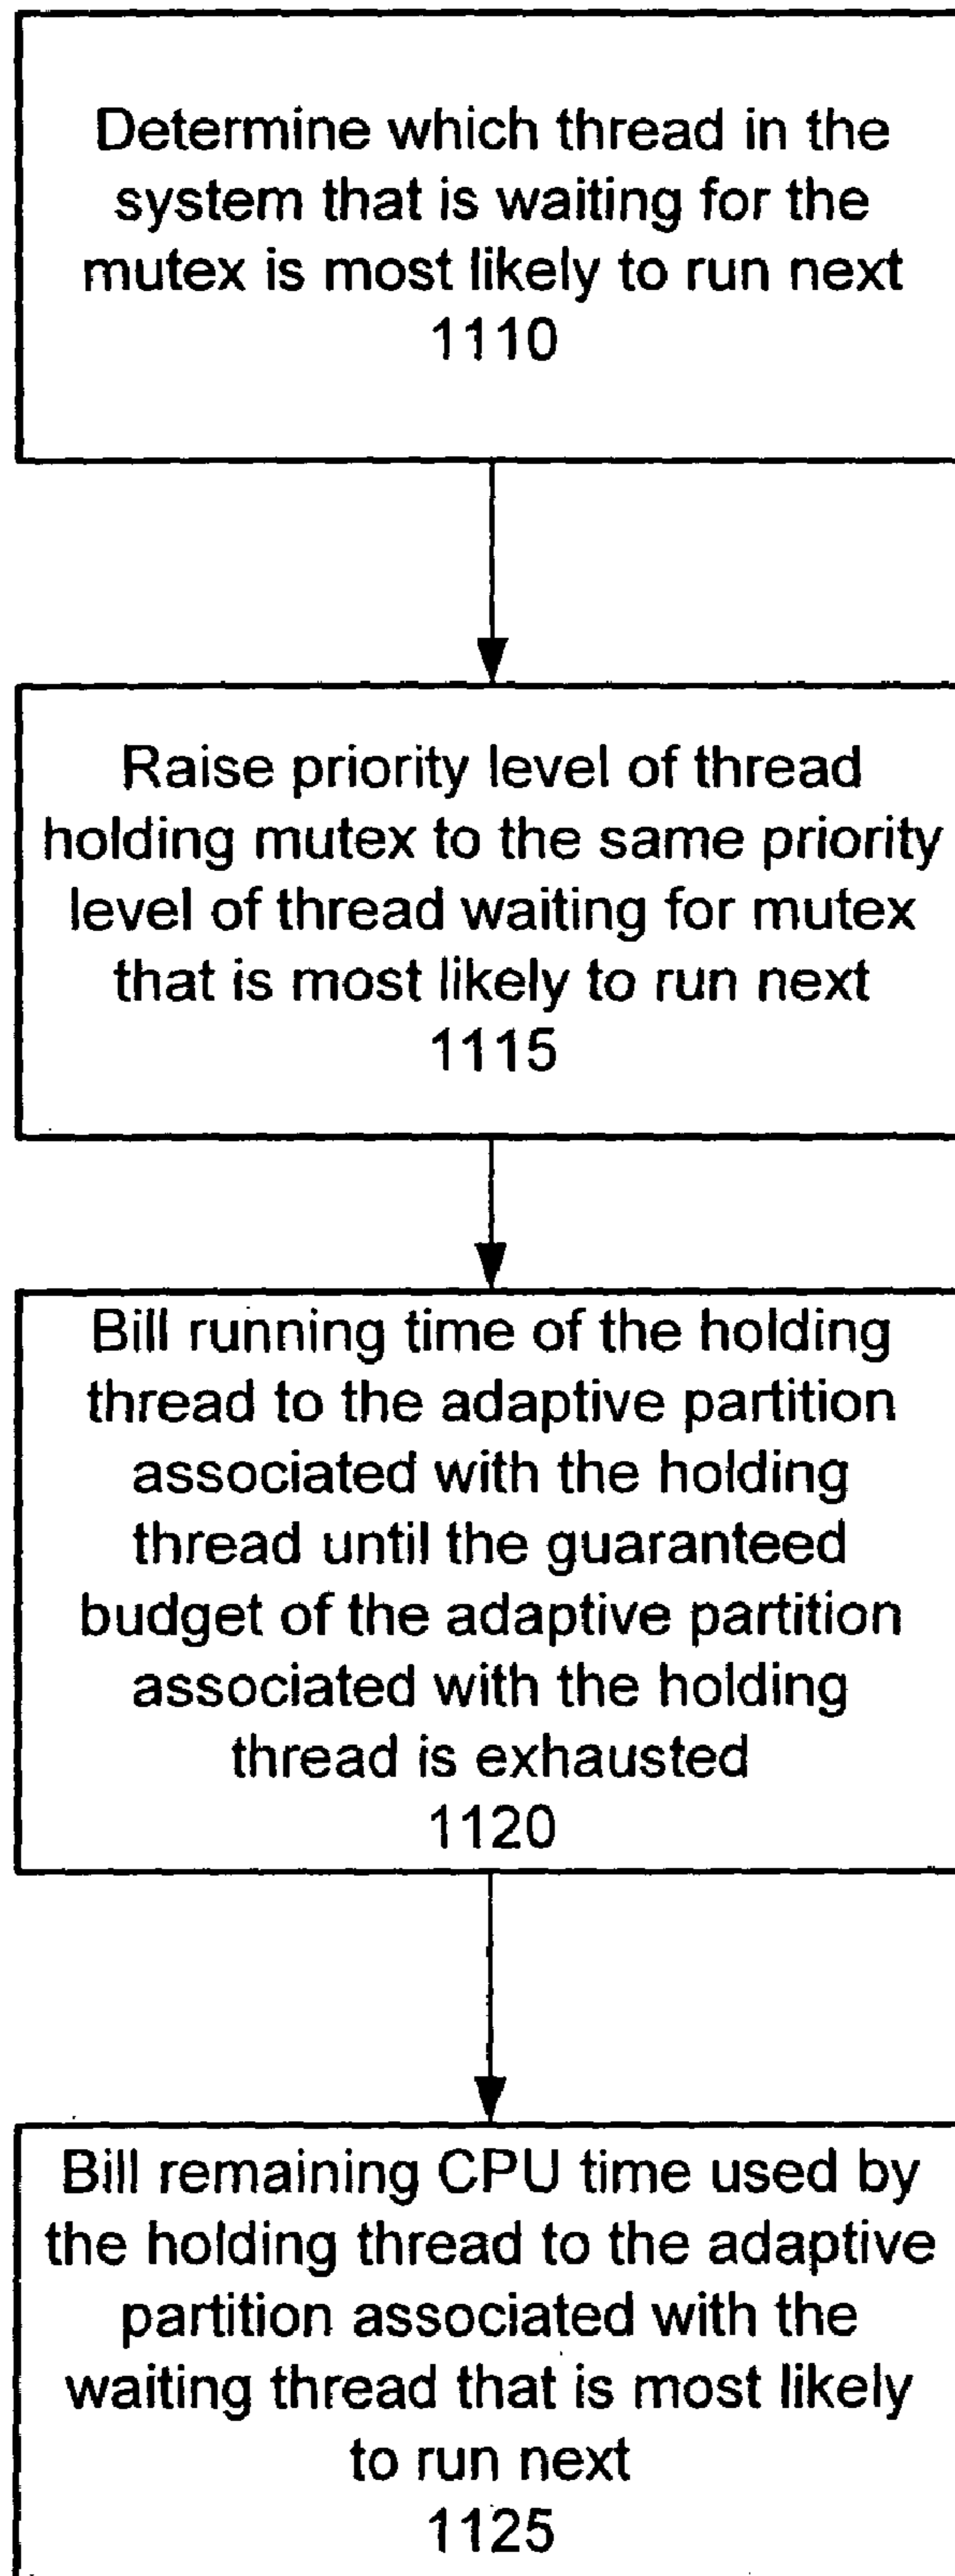 Determine which thread in the
system that is waiting for the
mutex is most likely to run next
1110
Raise priority level of thread
holding mutex to the same priority
level of thread waiting for mutex
that is most likely to run next
1115
Bill running time of the holding
thread to the adaptive partition
associated with the holding
thread until the guaranteed
budget of the adaptive partition
associated with the holding
thread is exhausted
1120
Bill remaining CPU time used by
the holding thread to the adaptive
partition associated with the
waiting thread that is most likely
to run next
1125